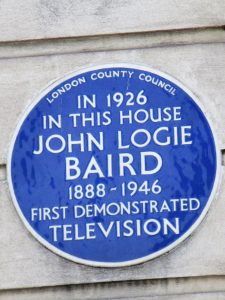 LONDON COUNTY COUNCIL
IN 1926
IN THIS HOUSE
JOHN LOGIE
BAIRD
1888-1946
FIRST DEMONSTRATED
TELEVISION